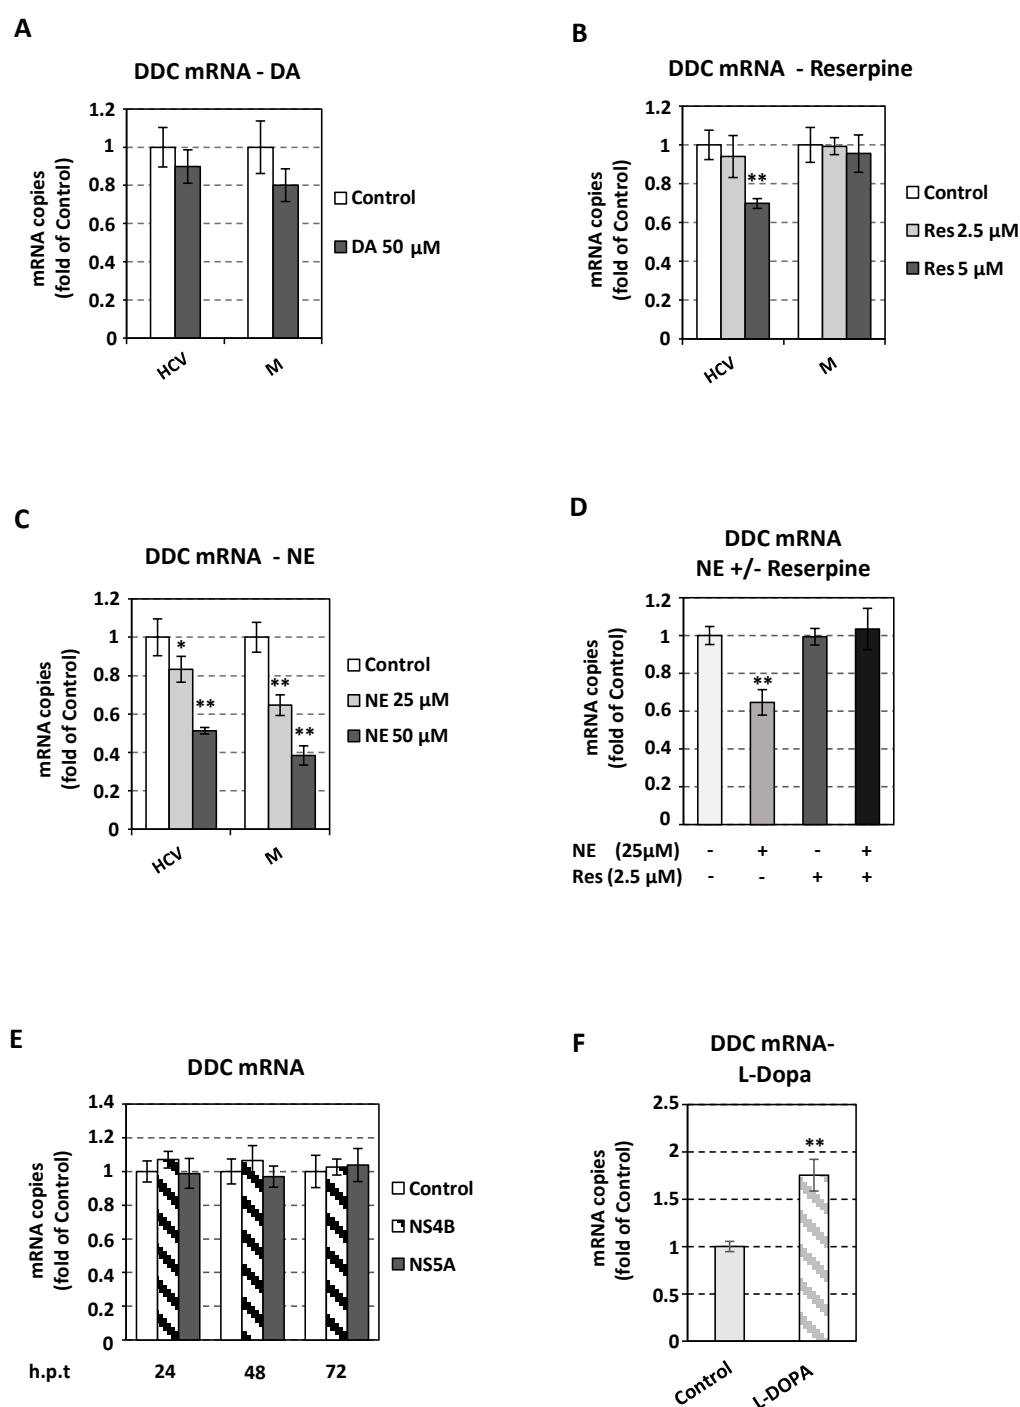 A
DDC mRNA - DA
mRNA copies
(fold of Control)
1.2
1
0.8
0.6
0.4
0.2
0
HCV
M
Control
DA 50 μM
B
DDC mRNA - Reserpine
mRNA copies
(fold of Control)
1.2
1
0.8
0.6
0.4
0.2
0
**
HCV
M
Control
Res 2.5 μM
Res 5 μM
C
DDC mRNA - NE
mRNA copies
(fold of Control)
1.2
1
0.8
0.6
0.4
0.2
0
*
**
**
**
HCV
M
Control
NE 25 μM
NE 50 μM
D
DDC mRNA
NE +/- Reserpine
mRNA copies
(fold of Control)
1.2
1
0.8
0.6
0.4
0.2
0
**
NE (25μM) - + - +
Res (2.5 μM) - - + +
E
DDC mRNA
mRNA copies
(fold of Control)
1.4
1.2
1
0.8
0.6
0.4
0.2
0
h.p.t 24 48 72
Control
NS4B
NS5A
F
DDC mRNA-
L-Dopa
mRNA copies
(fold of Control)
2.5
2
1.5
1
0.5
0
**
Control
L-DOPA